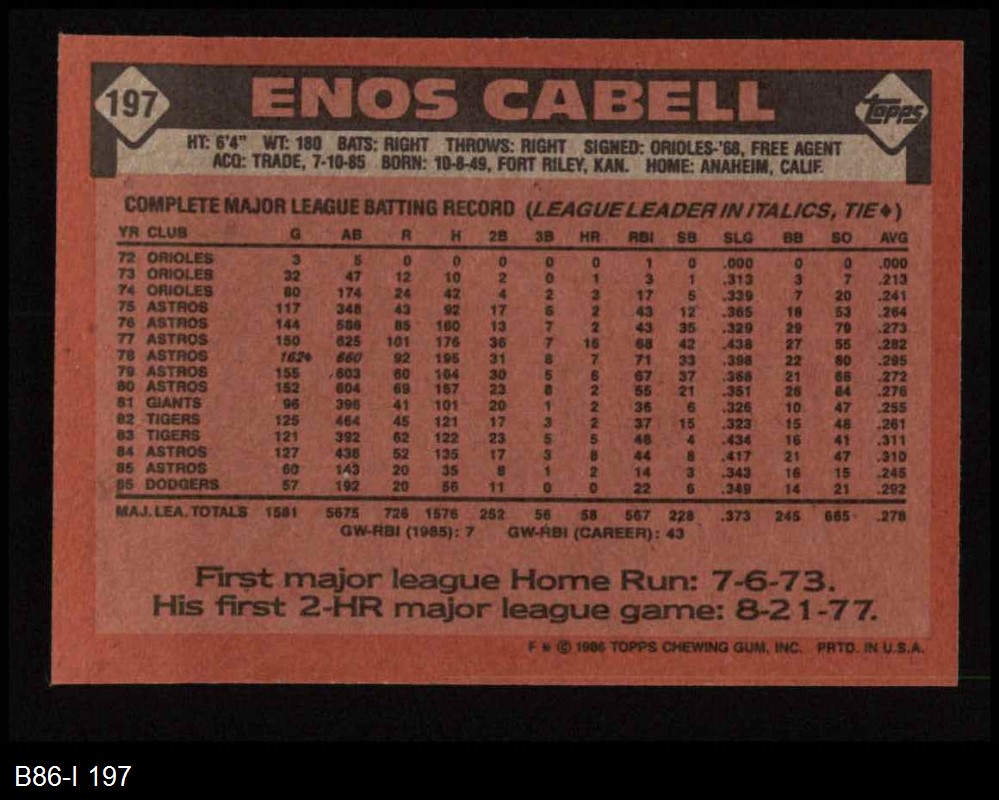 197 ENOS CABELL topps
HT: 6'4" WT: 180 BATS: RIGHT THROWS: RIGHT SIGNED: ORIOLES-'68, FREE AGENT
ACQ: TRADE, 7-10-85 BORN: 10-8-49, FORT RILEY, KAN. HOME: ANAHEIM, CALIF.
COMPLETE MAJOR LEAGUE BATTING RECORD (LEAGUE LEADER IN ITALICS, TIE♦)
YR CLUB G AB R H 2B 3B HR RBI SB SLG BB SO AVG
72 ORIOLES 3 5 0 0 0 0 0 1 0 .000 0 0 .000
73 ORIOLES 32 47 12 10 2 0 1 3 1 .313 3 7 .213
74 ORIOLES 80 174 24 42 4 2 3 17 5 .339 7 20 .241
75 ASTROS 117 348 43 92 17 6 2 43 12 .365 18 53 .264
76 ASTROS 144 586 85 160 13 7 2 43 35 .329 29 79 .273
77 ASTROS 150 625 101 176 36 7 16 68 42 .438 27 55 .282
78 ASTROS 162♦ 660 92 195 31 8 7 71 33 .398 22 80 .295
79 ASTROS 155 603 60 164 30 5 6 67 37 .368 21 68 .272
80 ASTROS 152 604 69 167 23 8 2 55 21 .351 26 84 .276
81 GIANTS 96 396 41 101 20 1 2 36 6 .326 10 47 .255
82 TIGERS 125 464 45 121 17 3 2 37 15 .323 15 48 .261
83 TIGERS 121 392 62 122 23 5 5 46 4 .434 16 41 .311
84 ASTROS 127 436 52 135 17 3 8 44 8 .417 21 47 .310
85 ASTROS 60 143 20 35 8 1 2 14 3 .343 16 15 .245
85 DODGERS 57 192 20 56 11 0 0 22 6 .349 14 21 .292
MAJ. LEA. TOTALS 1581 5675 726 1576 252 56 58 567 228 .373 245 665 .278
GW-RBI (1985): 7 GW-RBI (CAREER): 43
First major league Home Run: 7-6-73.
His first 2-HR major league game: 8-21-77.
F * © 1986 TOPPS CHEWING GUM, INC. PRTD. IN U.S.A.
B86-I 197